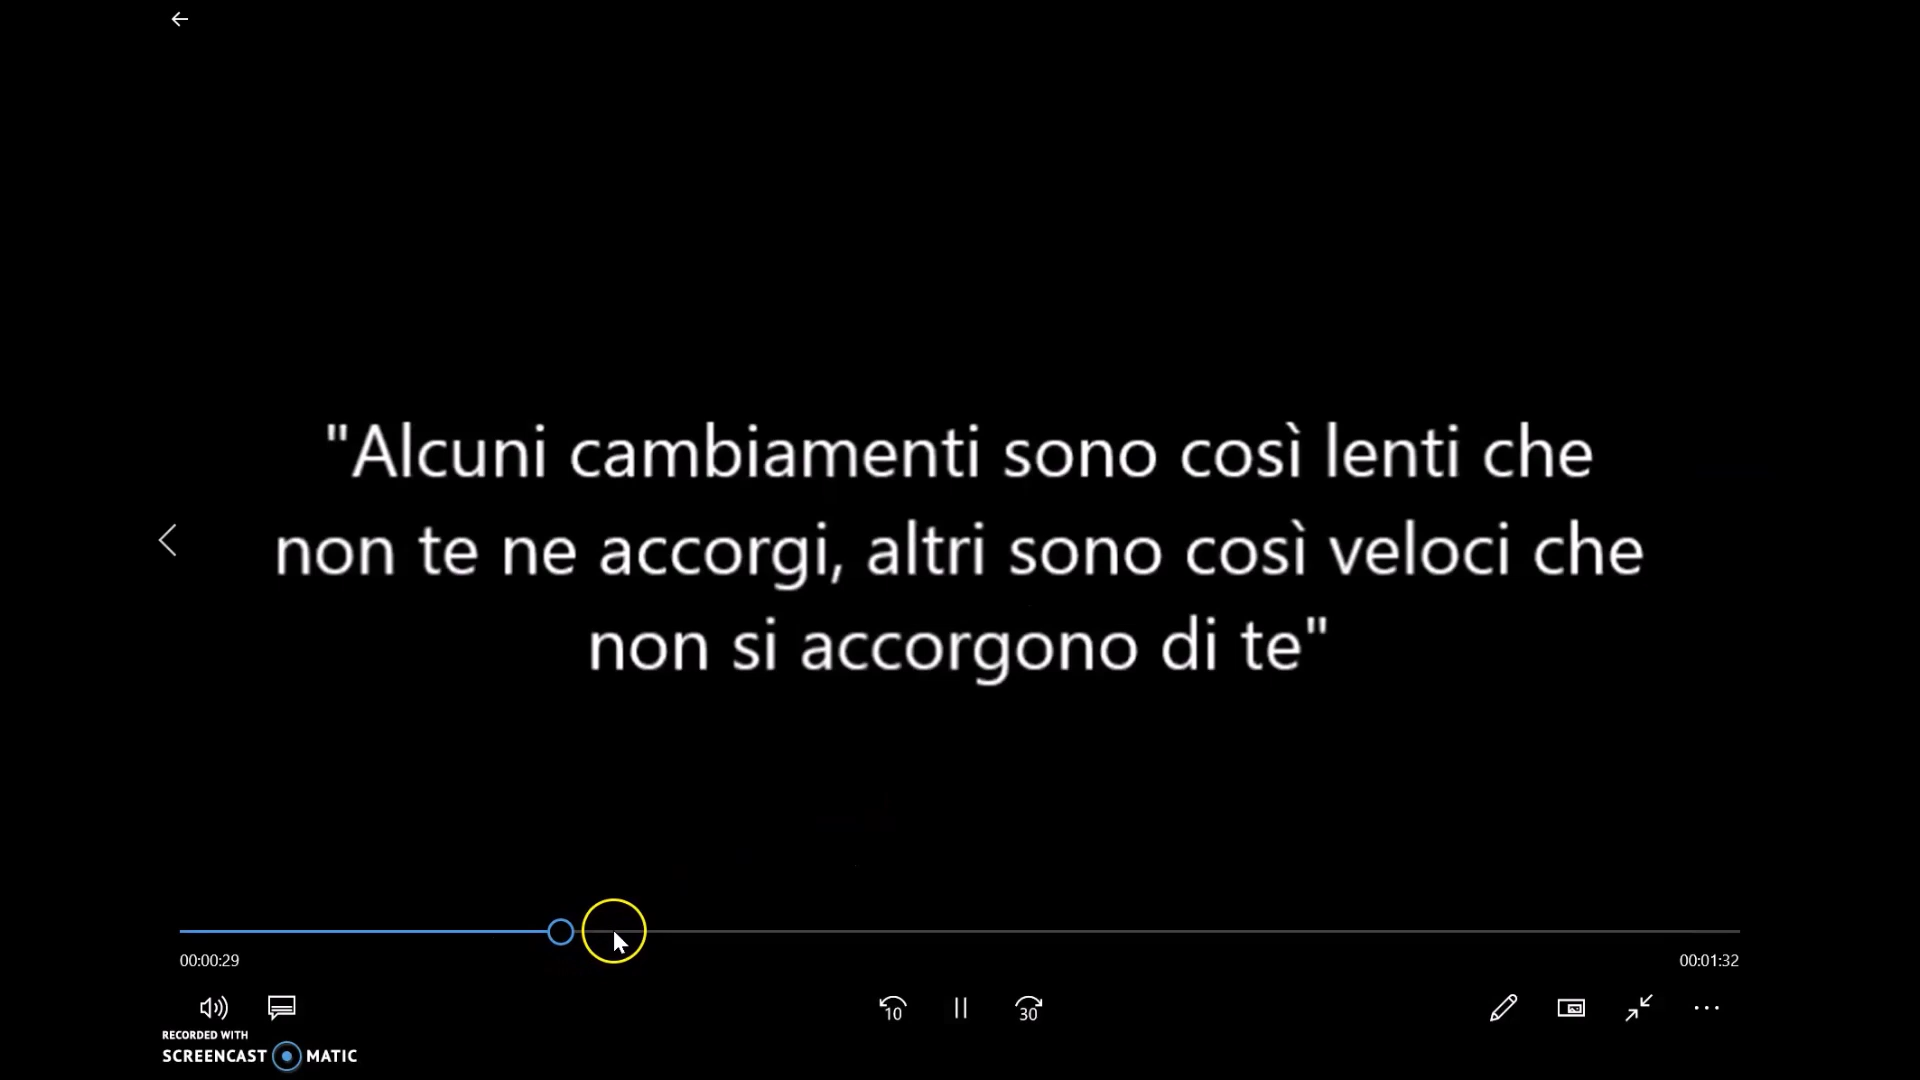 "Alcuni cambiamenti sono così lenti che
non te ne accorgi, altri sono così veloci che
non si accorgono di te"
00:00:29
00:01:32
10
30
RECORDED WITH
SCREENCAST MATIC